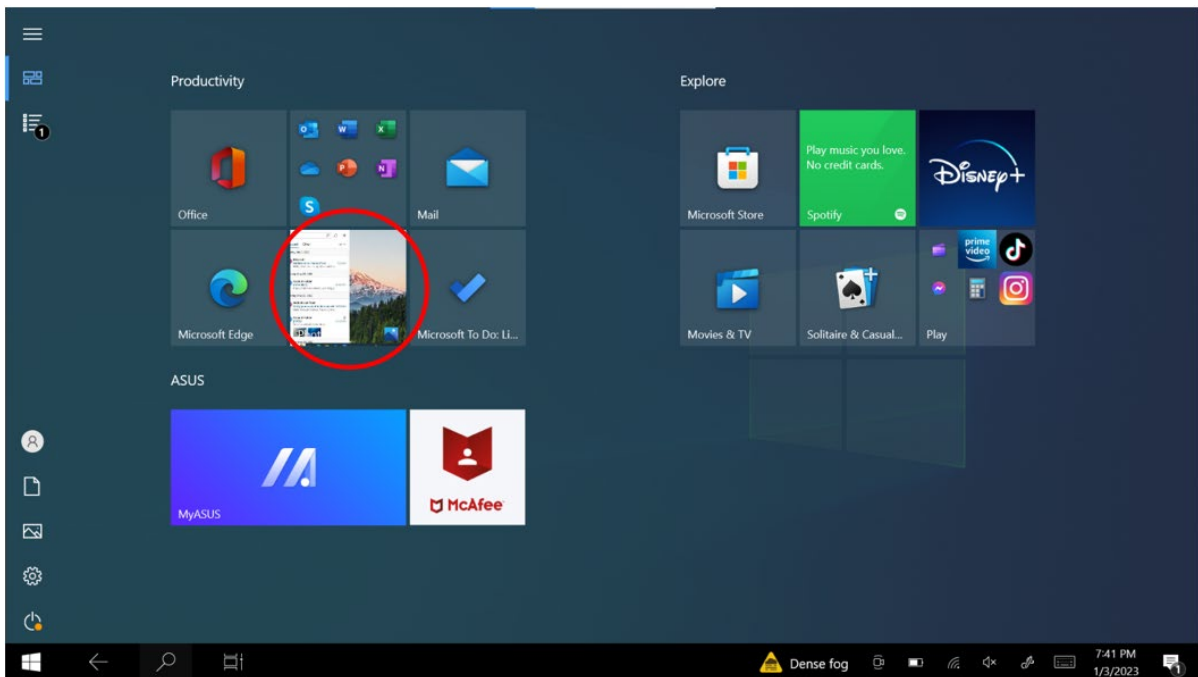 Productivity
Explore
1
Office
O
W
X
P
N
S
Mail
Microsoft Store
Play music you love.
No credit cards.
Spotify
Disney+
Microsoft Edge
Microsoft To Do: Li...
Movies & TV
Solitaire & Casual...
prime
video
Play
ASUS
MyASUS
McAfee
Dense fog
7:41 PM
1/3/2023
1